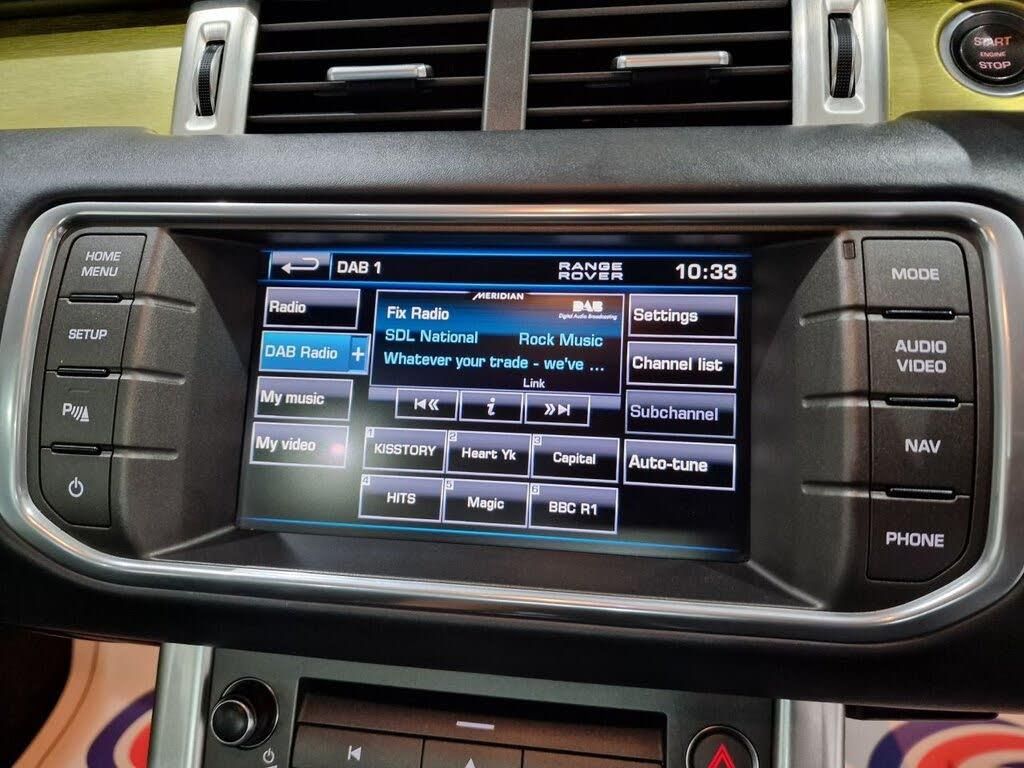 START
ENGINE
STOP
HOME
MENU
SETUP
P
DAB 1
RANGE
ROVER
10:33
Radio
DAB Radio +
My music
My video
MERIDIAN
Fix Radio
DAB
Digital Audio Broadcasting
SDL National Rock Music
Whatever your trade - we've ...
Link
i
1 KISSTORY
2 Heart Yk
3 Capital
4 HITS
5 Magic
6 BBC R1
Settings
Channel list
Subchannel
Auto-tune
MODE
AUDIO
VIDEO
NAV
PHONE